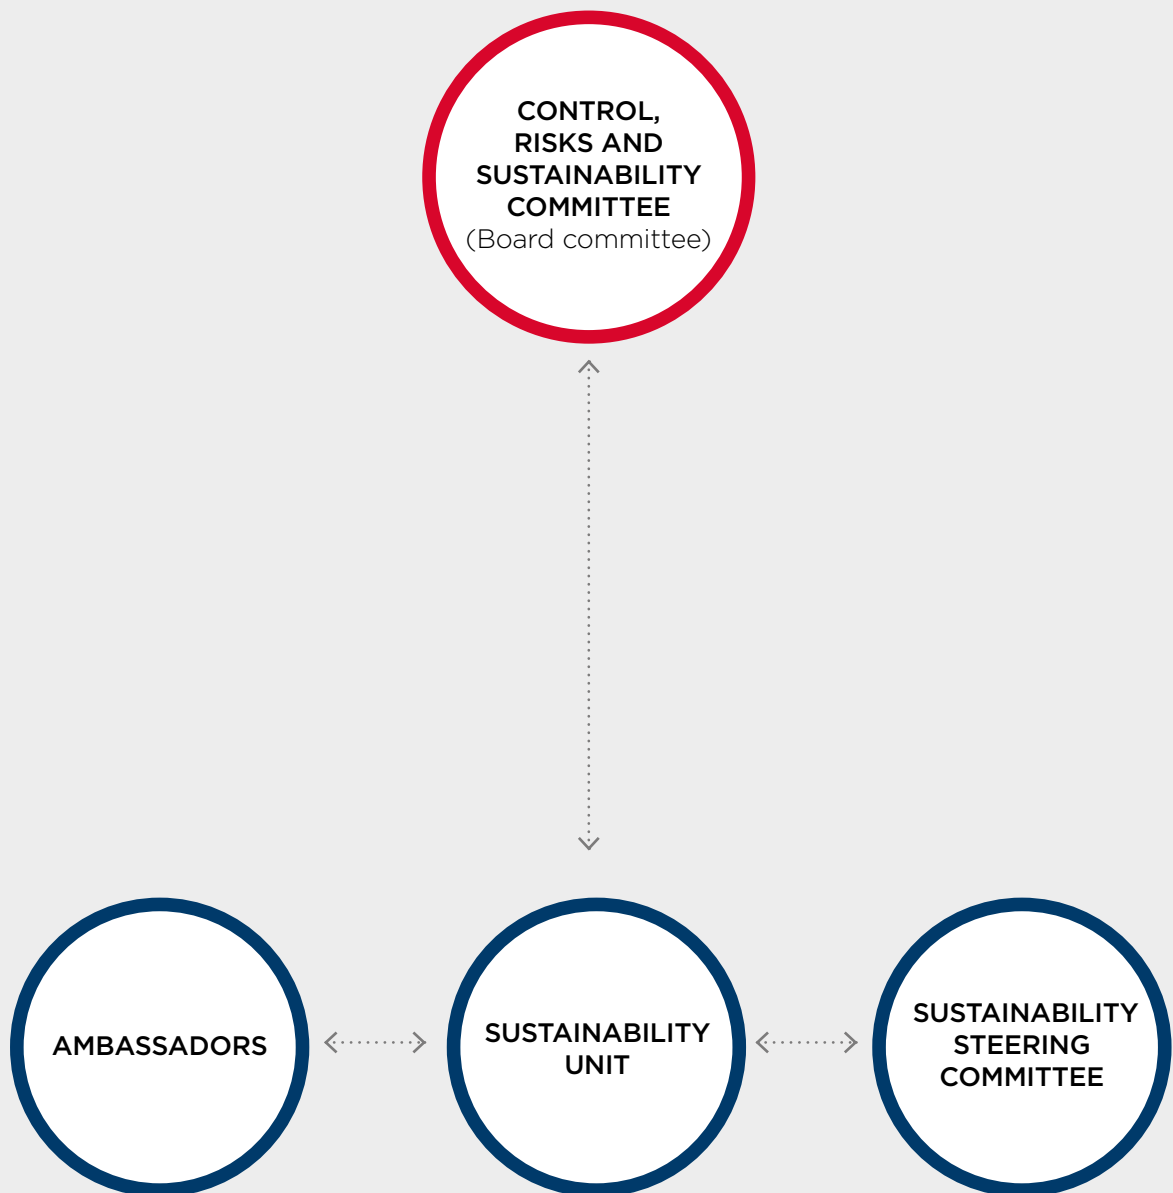 CONTROL,
RISKS AND
SUSTAINABILITY
COMMITTEE
(Board committee)
AMBASSADORS
SUSTAINABILITY
UNIT
SUSTAINABILITY
STEERING
COMMITTEE